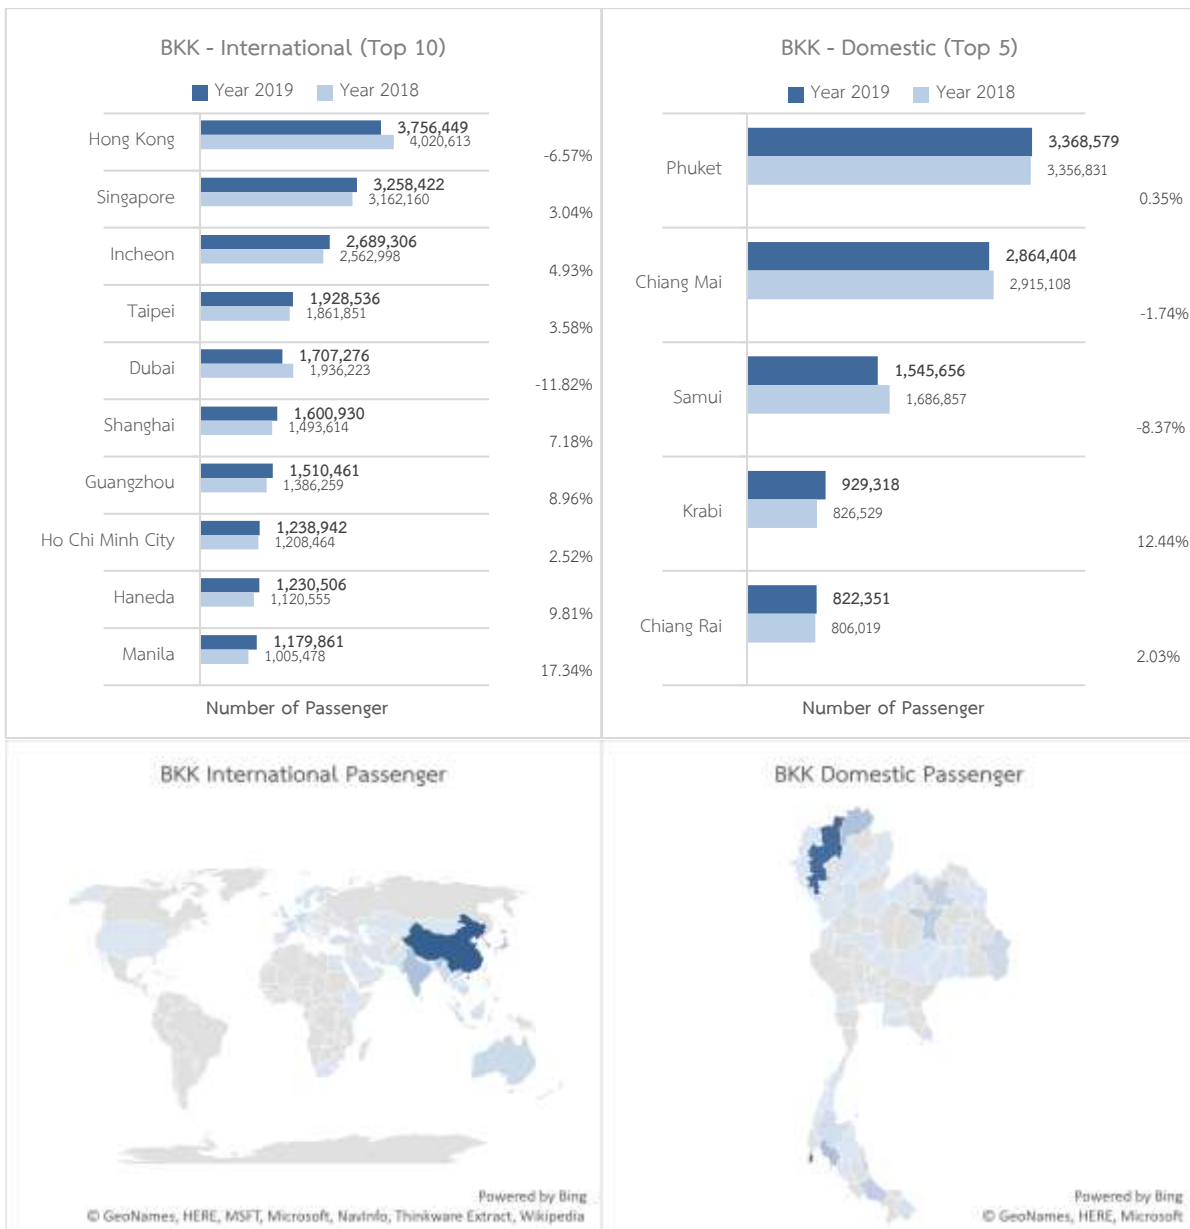 BKK - International (Top 10)
Year 2019 Year 2018
Hong Kong 3,756,449
4,020,613
-6.57%
Singapore 3,258,422
3,162,160
3.04%
Incheon 2,689,306
2,562,998
4.93%
Taipei 1,928,536
1,861,851
3.58%
Dubai 1,707,276
1,936,223
-11.82%
Shanghai 1,600,930
1,493,614
7.18%
Guangzhou 1,510,461
1,386,259
8.96%
Ho Chi Minh City 1,238,942
1,208,464
2.52%
Haneda 1,230,506
1,120,555
9.81%
Manila 1,179,861
1,005,478
17.34%
Number of Passenger
BKK - Domestic (Top 5)
Year 2019 Year 2018
Phuket 3,368,579
3,356,831
0.35%
Chiang Mai 2,864,404
2,915,108
-1.74%
Samui 1,545,656
1,686,857
-8.37%
Krabi 929,318
826,529
12.44%
Chiang Rai 822,351
806,019
2.03%
Number of Passenger
BKK International Passenger
Powered by Bing
© GeoNames, HERE, MSFT, Microsoft, NavInfo, Thinkware Extract, Wikipedia
BKK Domestic Passenger
Powered by Bing
© GeoNames, HERE, Microsoft